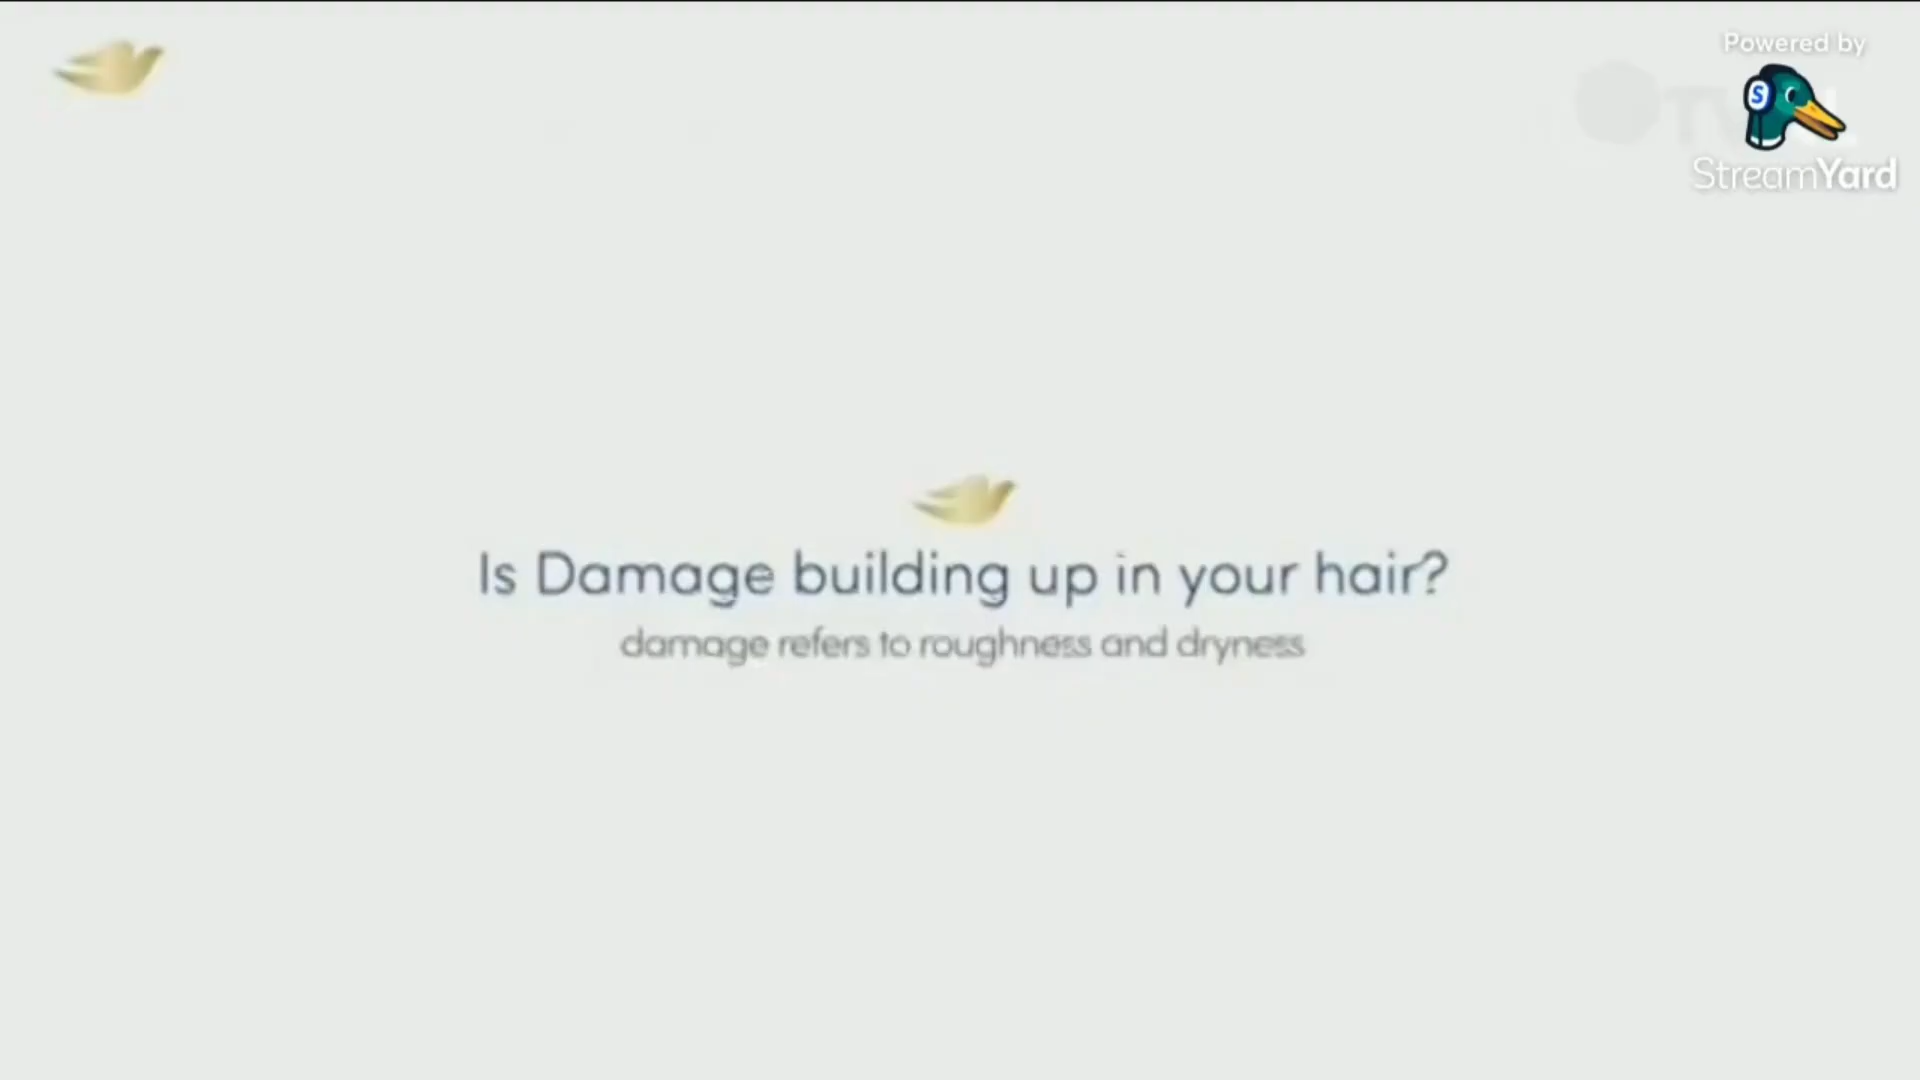 Powered by
S
StreamYard
Is Damage building up in your hair?
damage refers to roughness and dryness